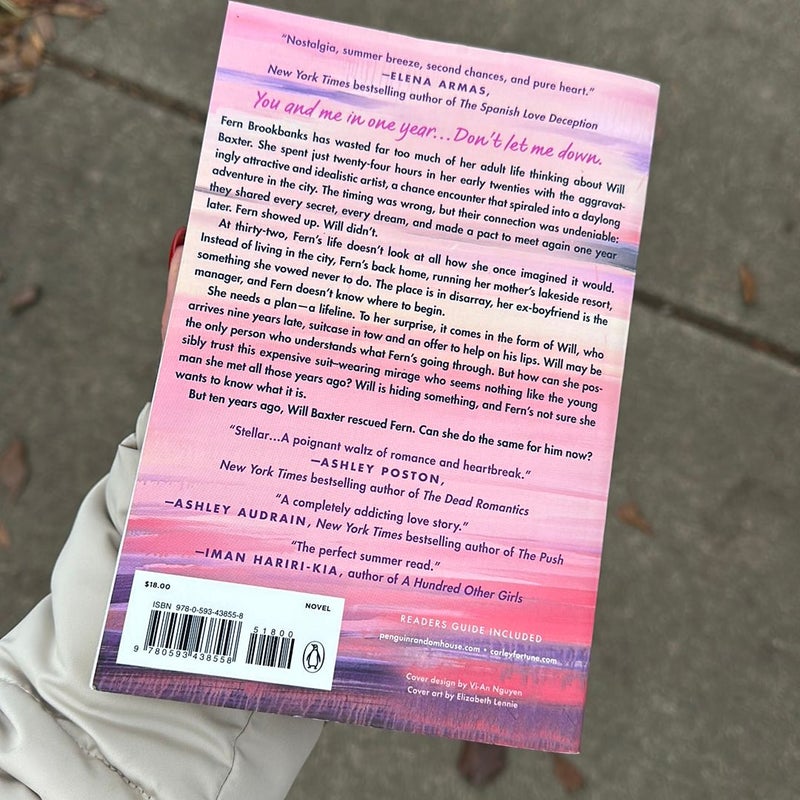 “Nostalgia, summer breeze, second chances, and pure heart.”
—ELENA ARMAS,
New York Times bestselling author of The Spanish Love Deception
You and me in one year...Don’t let me down.
Fern Brookbanks has wasted far too much of her adult life thinking about Will
Baxter. She spent just twenty-four hours in her early twenties with the aggravat-
ingly attractive and idealistic artist, a chance encounter that spiraled into a daylong
adventure in the city. The timing was wrong, but their connection was undeniable:
they shared every secret, every dream, and made a pact to meet again one year
later. Fern showed up. Will didn’t.
At thirty-two, Fern’s life doesn’t look at all how she once imagined it would.
Instead of living in the city, Fern’s back home, running her mother’s lakeside resort,
something she vowed never to do. The place is in disarray, her ex-boyfriend is the
manager, and Fern doesn’t know where to begin.
She needs a plan—a lifeline. To her surprise, it comes in the form of Will, who
arrives nine years late, suitcase in tow and an offer to help on his lips. Will may be
the only person who understands what Fern’s going through. But how can she pos-
sibly trust this expensive suit–wearing mirage who seems nothing like the young
man she met all those years ago? Will is hiding something, and Fern’s not sure she
wants to know what it is.
But ten years ago, Will Baxter rescued Fern. Can she do the same for him now?
“Stellar...A poignant waltz of romance and heartbreak.”
—ASHLEY POSTON,
New York Times bestselling author of The Dead Romantics
“A completely addicting love story.”
—ASHLEY AUDRAIN, New York Times bestselling author of The Push
“The perfect summer read.”
—IMAN HARIRI-KIA, author of A Hundred Other Girls
$18.00
NOVEL
ISBN 978-0-593-43855-8
51800
9 780593 438558
READERS GUIDE INCLUDED
penguinrandomhouse.com • carleyfortune.com
Cover design by Vi-An Nguyen
Cover art by Elizabeth Lennie